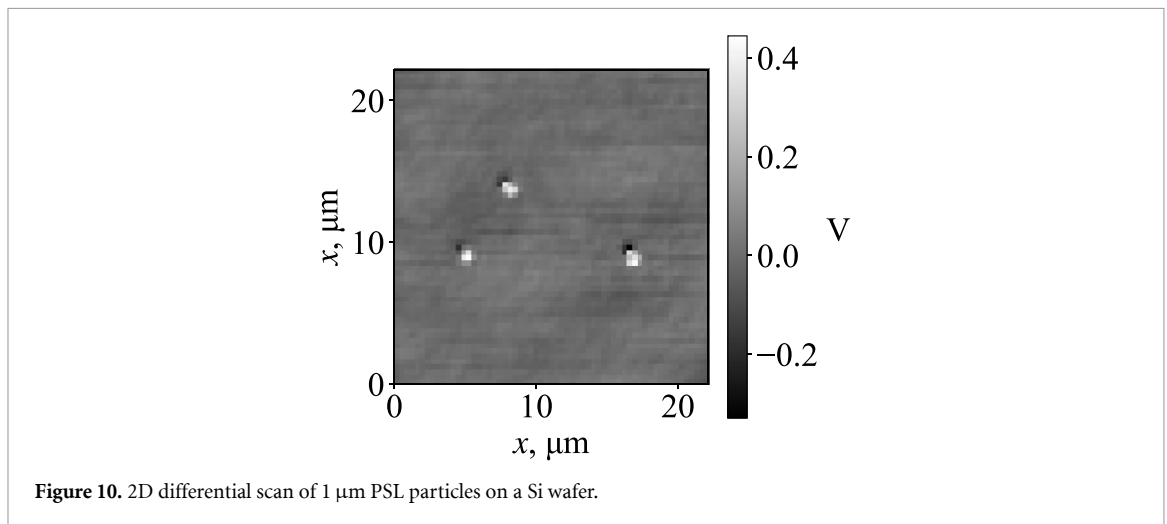 0.4
20
0.2
x, μm
10
V
0.0
−0.2
0
0 10 20
x, μm
Figure 10. 2D differential scan of 1 μm PSL particles on a Si wafer.